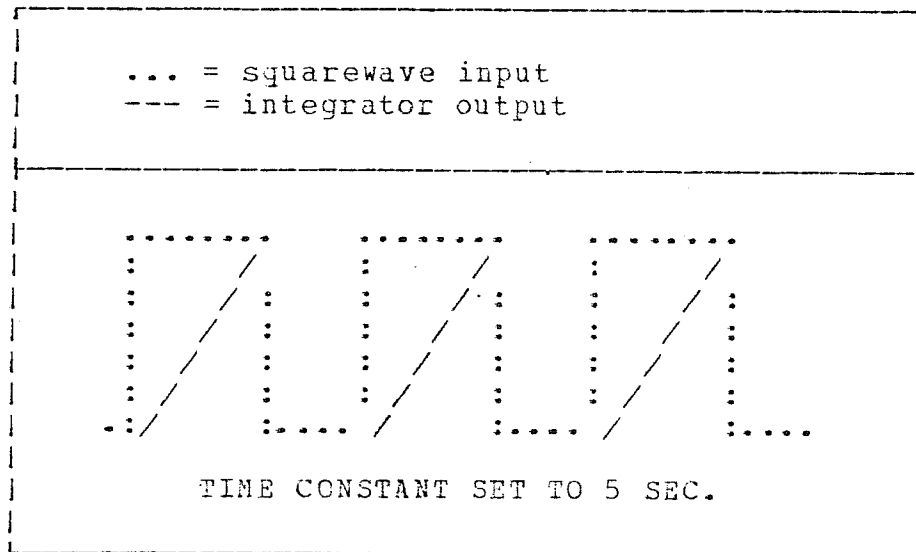 ... = squarewave input
--- = integrator output
TIME CONSTANT SET TO 5 SEC.